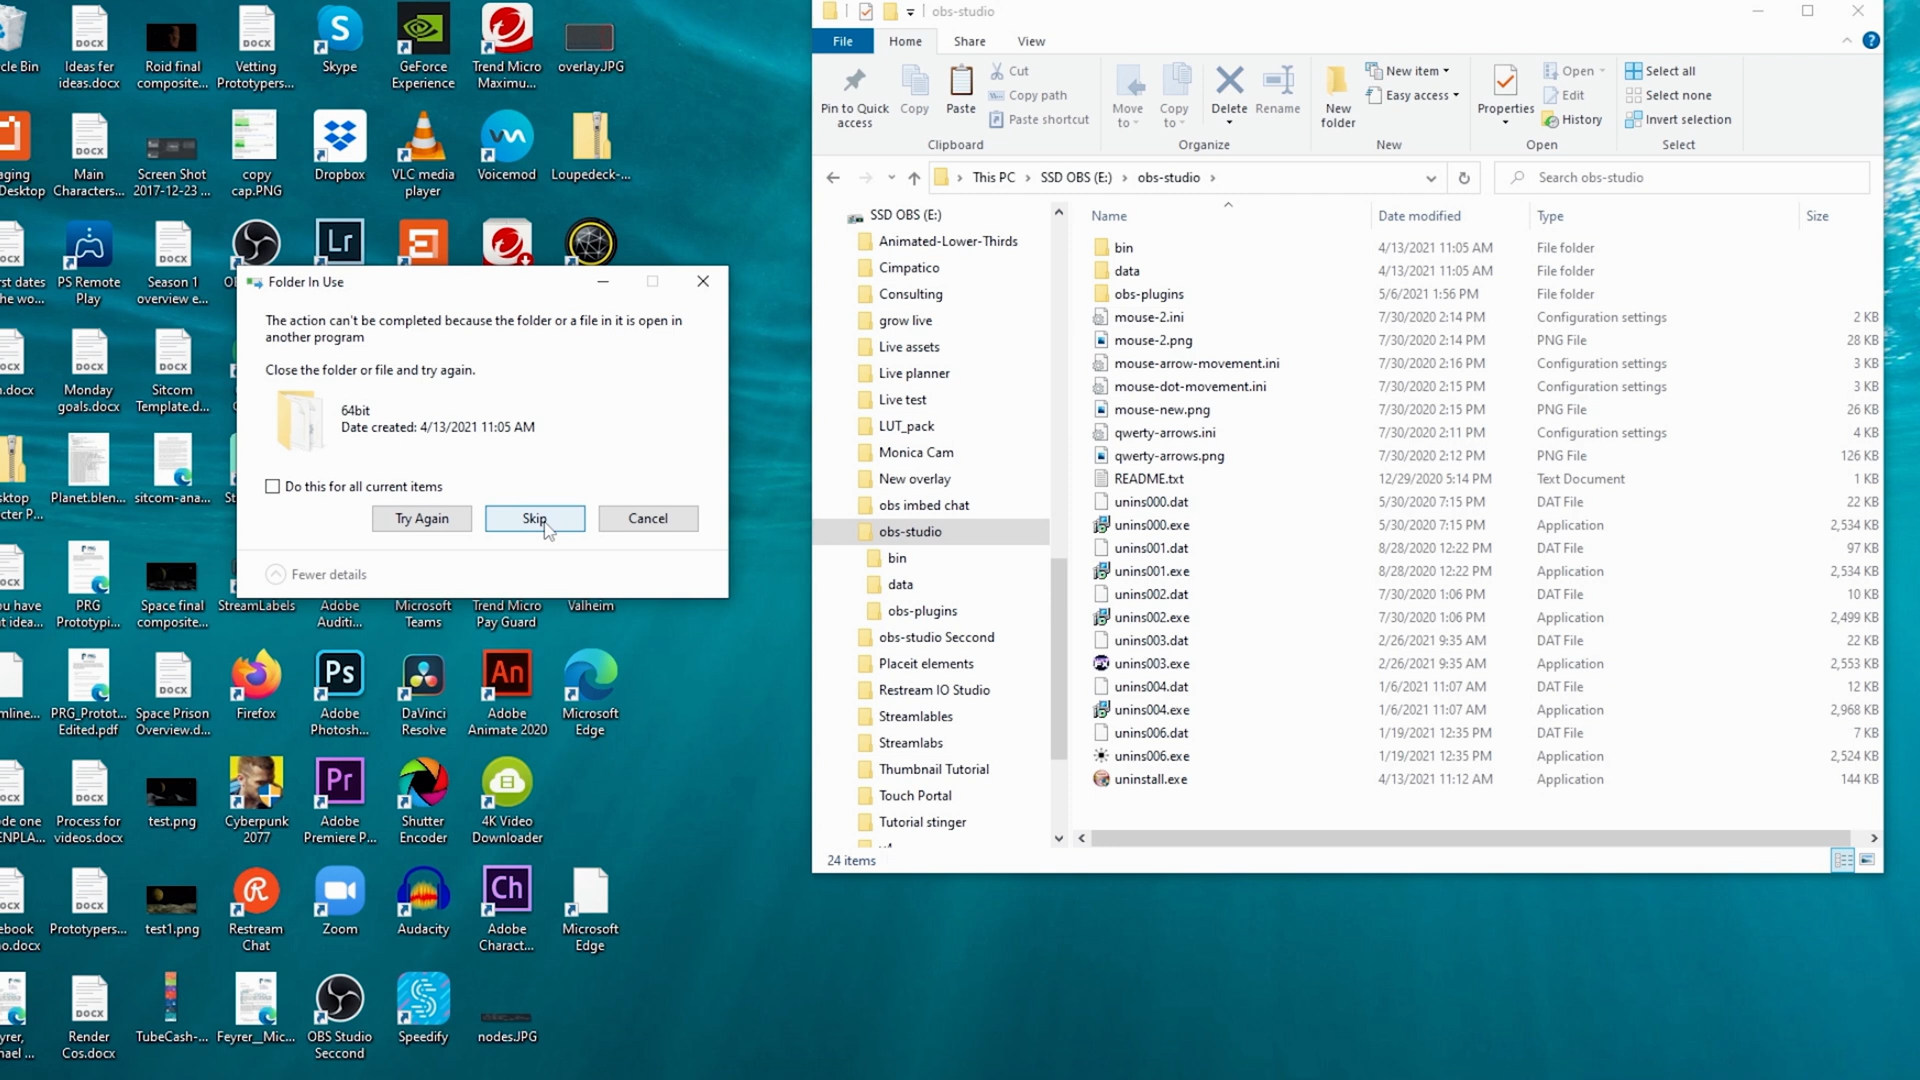 cle Bin
Ideas fer
ideas.docx
Roid final
composite...
Vetting
Prototypers...
Skype
GeForce
Experience
Trend Micro
Maximu...
overlay.JPG
aging
Desktop
Main
Characters...
Screen Shot
2017-12-23 ...
copy
cap.PNG
Dropbox
VLC media
player
Voicemod
Loupedeck-...
rst dates
he wo...
PS Remote
Play
Season 1
overview e...
Folder In Use
The action can't be completed because the folder or a file in it is open in
another program
Close the folder or file and try again.
64bit
Date created: 4/13/2021 11:05 AM
Do this for all current items
Try Again
Skip
Cancel
Fewer details
n.docx
Monday
goals.docx
Sitcom
Template.d...
sktop
cter P...
Planet.blen...
sitcom-ana...
ou have
t idea...
PRG
Prototypi...
Space final
composite...
StreamLabels
Adobe
Auditi...
Microsoft
Teams
Trend Micro
Pay Guard
Valheim
mline...
PRG_Protot...
Edited.pdf
Space Prison
Overview.d...
Firefox
Adobe
Photosh...
DaVinci
Resolve
Adobe
Animate 2020
Microsoft
Edge
ode one
ENPLA...
Process for
videos.docx
test.png
Cyberpunk
2077
Adobe
Premiere P...
Shutter
Encoder
4K Video
Downloader
ebook
o.docx
Prototypers...
test1.png
Restream
Chat
Zoom
Audacity
Adobe
Charact...
Microsoft
Edge
yrer,
hael ...
Render
Cos.docx
TubeCash-...
Feyrer__Mic...
OBS Studio
Seccond
Speedify
nodes.JPG
obs-studio
File
Home
Share
View
Pin to Quick
access
Copy
Paste
Cut
Copy path
Paste shortcut
Clipboard
Move
to
Copy
to
Delete
Rename
Organize
New
folder
New item
Easy access
New
Properties
Open
Edit
History
Open
Select all
Select none
Invert selection
Select
This PC > SSD OBS (E:) > obs-studio >
Search obs-studio
SSD OBS (E:)
Animated-Lower-Thirds
Cimpatico
Consulting
grow live
Live assets
Live planner
Live test
LUT_pack
Monica Cam
New overlay
obs imbed chat
obs-studio
bin
data
obs-plugins
obs-studio Seccond
Placeit elements
Restream IO Studio
Streamlables
Streamlabs
Thumbnail Tutorial
Touch Portal
Tutorial stinger
Name Date modified Type Size
bin 4/13/2021 11:05 AM File folder
data 4/13/2021 11:05 AM File folder
obs-plugins 5/6/2021 1:56 PM File folder
mouse-2.ini 7/30/2020 2:14 PM Configuration settings 2 KB
mouse-2.png 7/30/2020 2:14 PM PNG File 28 KB
mouse-arrow-movement.ini 7/30/2020 2:16 PM Configuration settings 3 KB
mouse-dot-movement.ini 7/30/2020 2:15 PM Configuration settings 3 KB
mouse-new.png 7/30/2020 2:15 PM PNG File 26 KB
qwerty-arrows.ini 7/30/2020 2:11 PM Configuration settings 4 KB
qwerty-arrows.png 7/30/2020 2:12 PM PNG File 126 KB
README.txt 12/29/2020 5:14 PM Text Document 1 KB
unins000.dat 5/30/2020 7:15 PM DAT File 22 KB
unins000.exe 5/30/2020 7:15 PM Application 2,534 KB
unins001.dat 8/28/2020 12:22 PM DAT File 97 KB
unins001.exe 8/28/2020 12:22 PM Application 2,534 KB
unins002.dat 7/30/2020 1:06 PM DAT File 10 KB
unins002.exe 7/30/2020 1:06 PM Application 2,499 KB
unins003.dat 2/26/2021 9:35 AM DAT File 22 KB
unins003.exe 2/26/2021 9:35 AM Application 2,553 KB
unins004.dat 1/6/2021 11:07 AM DAT File 12 KB
unins004.exe 1/6/2021 11:07 AM Application 2,968 KB
unins006.dat 1/19/2021 12:35 PM DAT File 7 KB
unins006.exe 1/19/2021 12:35 PM Application 2,524 KB
uninstall.exe 4/13/2021 11:12 AM Application 144 KB
24 items